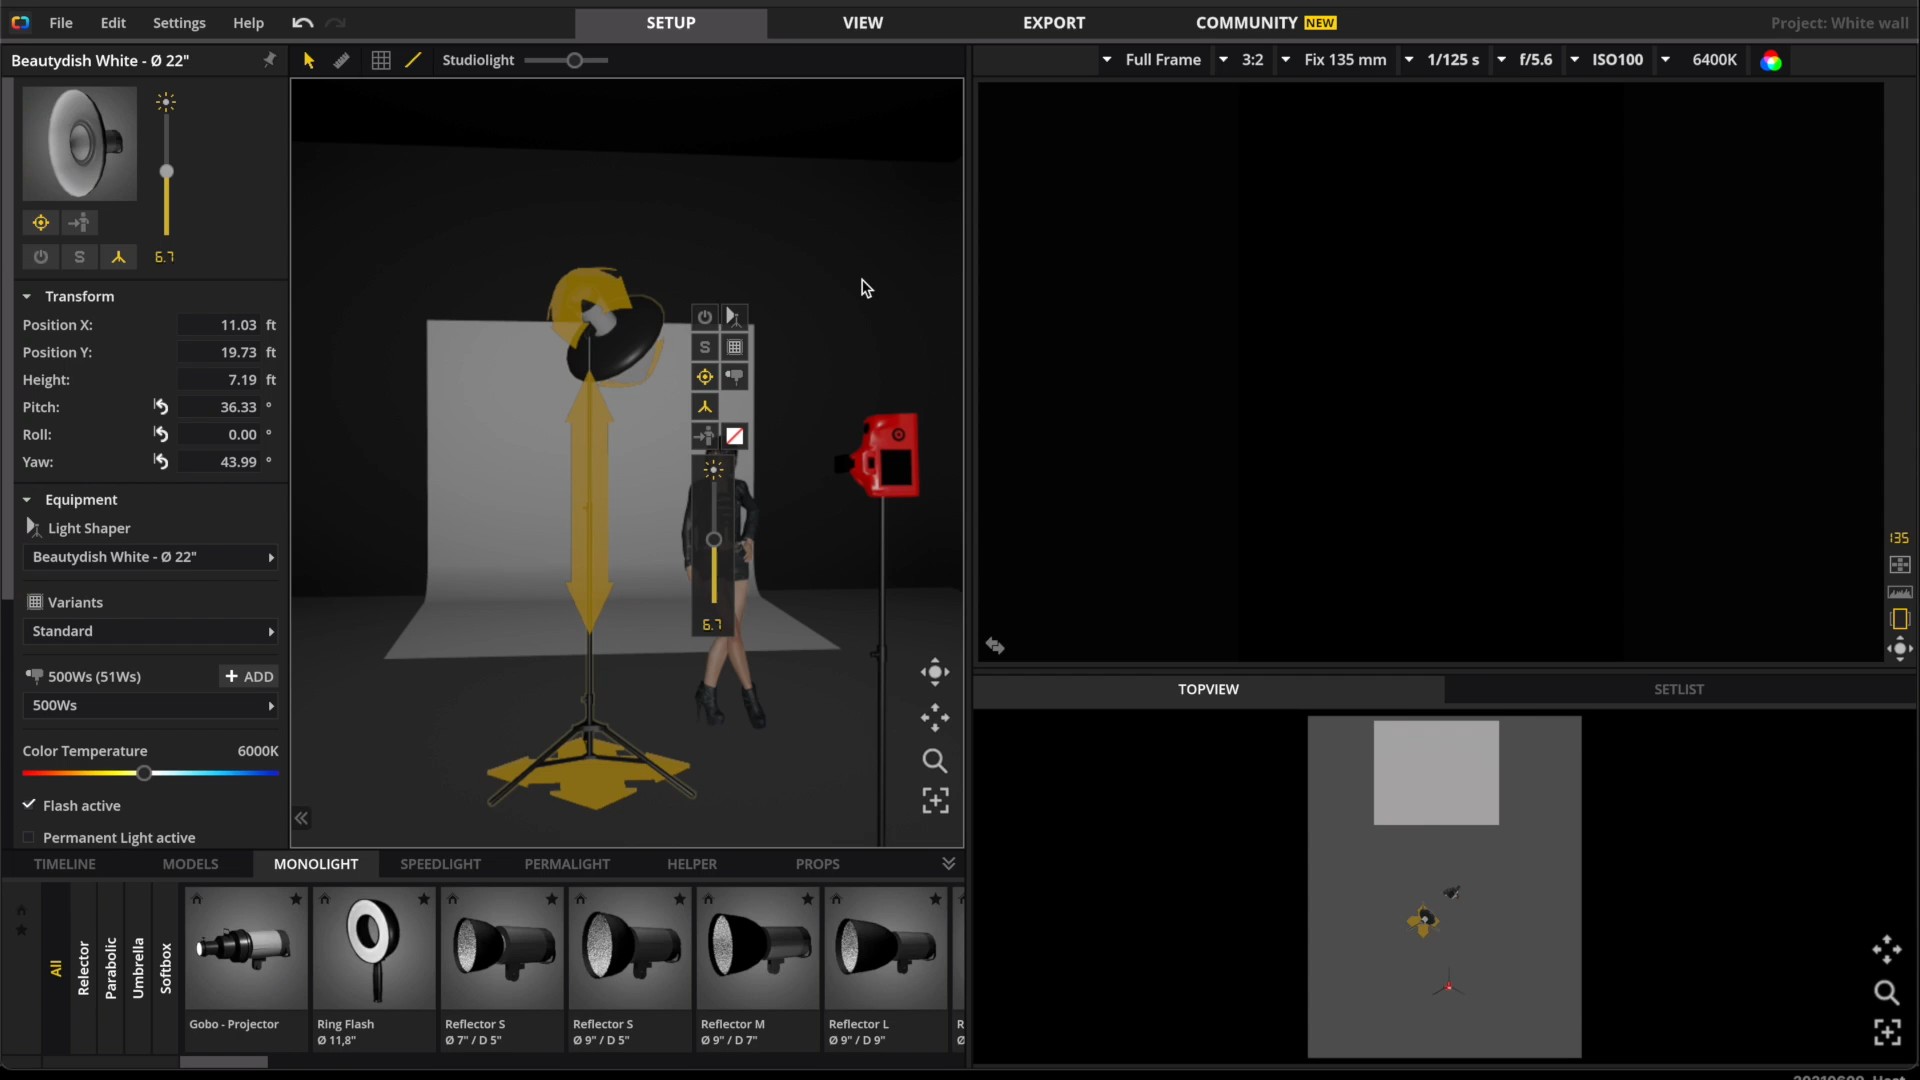 File Edit Settings Help
SETUP VIEW EXPORT COMMUNITY NEW
Project: White wall
Beautydish White - Ø 22"
Studiolight
Full Frame 3:2 Fix 135 mm 1/125 s f/5.6 ISO100 6400K
S 6.7
Transform
Position X: 11.03 ft
Position Y: 19.73 ft
Height: 7.19 ft
Pitch: 36.33 °
Roll: 0.00 °
Yaw: 43.99 °
Equipment
Light Shaper
Beautydish White - Ø 22"
Variants
Standard
500Ws (51Ws) + ADD
500Ws
Color Temperature 6000K
Flash active
Permanent Light active
S
6.7
135
TOPVIEW SETLIST
TIMELINE MODELS MONOLIGHT SPEEDLIGHT PERMALIGHT HELPER PROPS
All
Relector
Parabolic
Umbrella
Softbox
Gobo - Projector
Ring Flash
Ø 11,8"
Reflector S
Ø 7" / D 5"
Reflector S
Ø 9" / D 5"
Reflector M
Ø 9" / D 7"
Reflector L
Ø 9" / D 9"
R
Ø